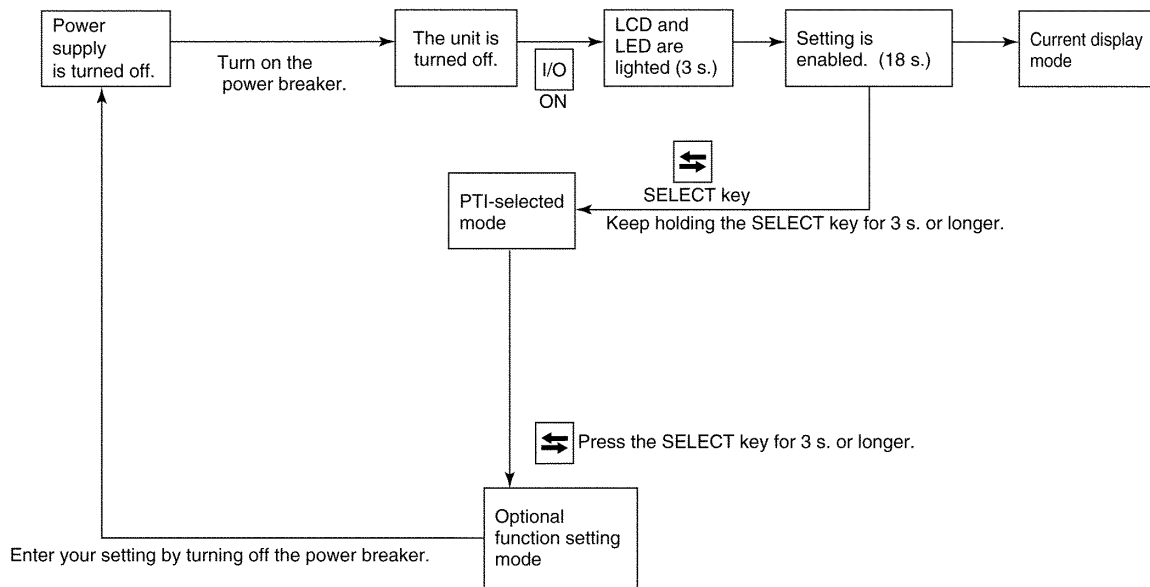 Power
supply
is turned off.
Turn on the
power breaker.
The unit is
turned off.
I/O
ON
LCD and
LED are
lighted (3 s.)
Setting is
enabled. (18 s.)
Current display
mode
SELECT key
Keep holding the SELECT key for 3 s. or longer.
PTI-selected
mode
Press the SELECT key for 3 s. or longer.
Optional
function setting
mode
Enter your setting by turning off the power breaker.